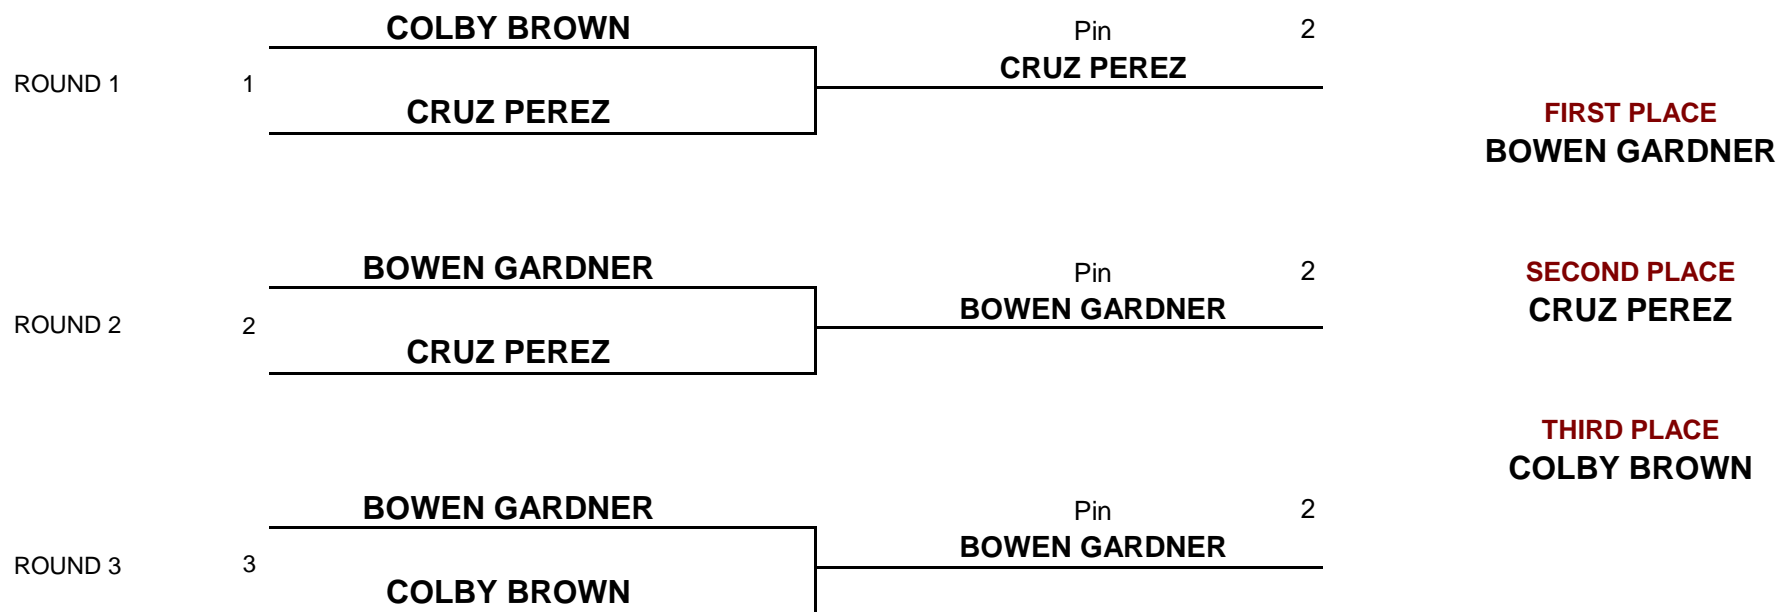 COLBY BROWN
Pin 2
ROUND 1 1
CRUZ PEREZ
CRUZ PEREZ
FIRST PLACE
BOWEN GARDNER
BOWEN GARDNER
Pin 2
ROUND 2 2
BOWEN GARDNER
CRUZ PEREZ
SECOND PLACE
CRUZ PEREZ
THIRD PLACE
COLBY BROWN
BOWEN GARDNER
Pin 2
ROUND 3 3
BOWEN GARDNER
COLBY BROWN